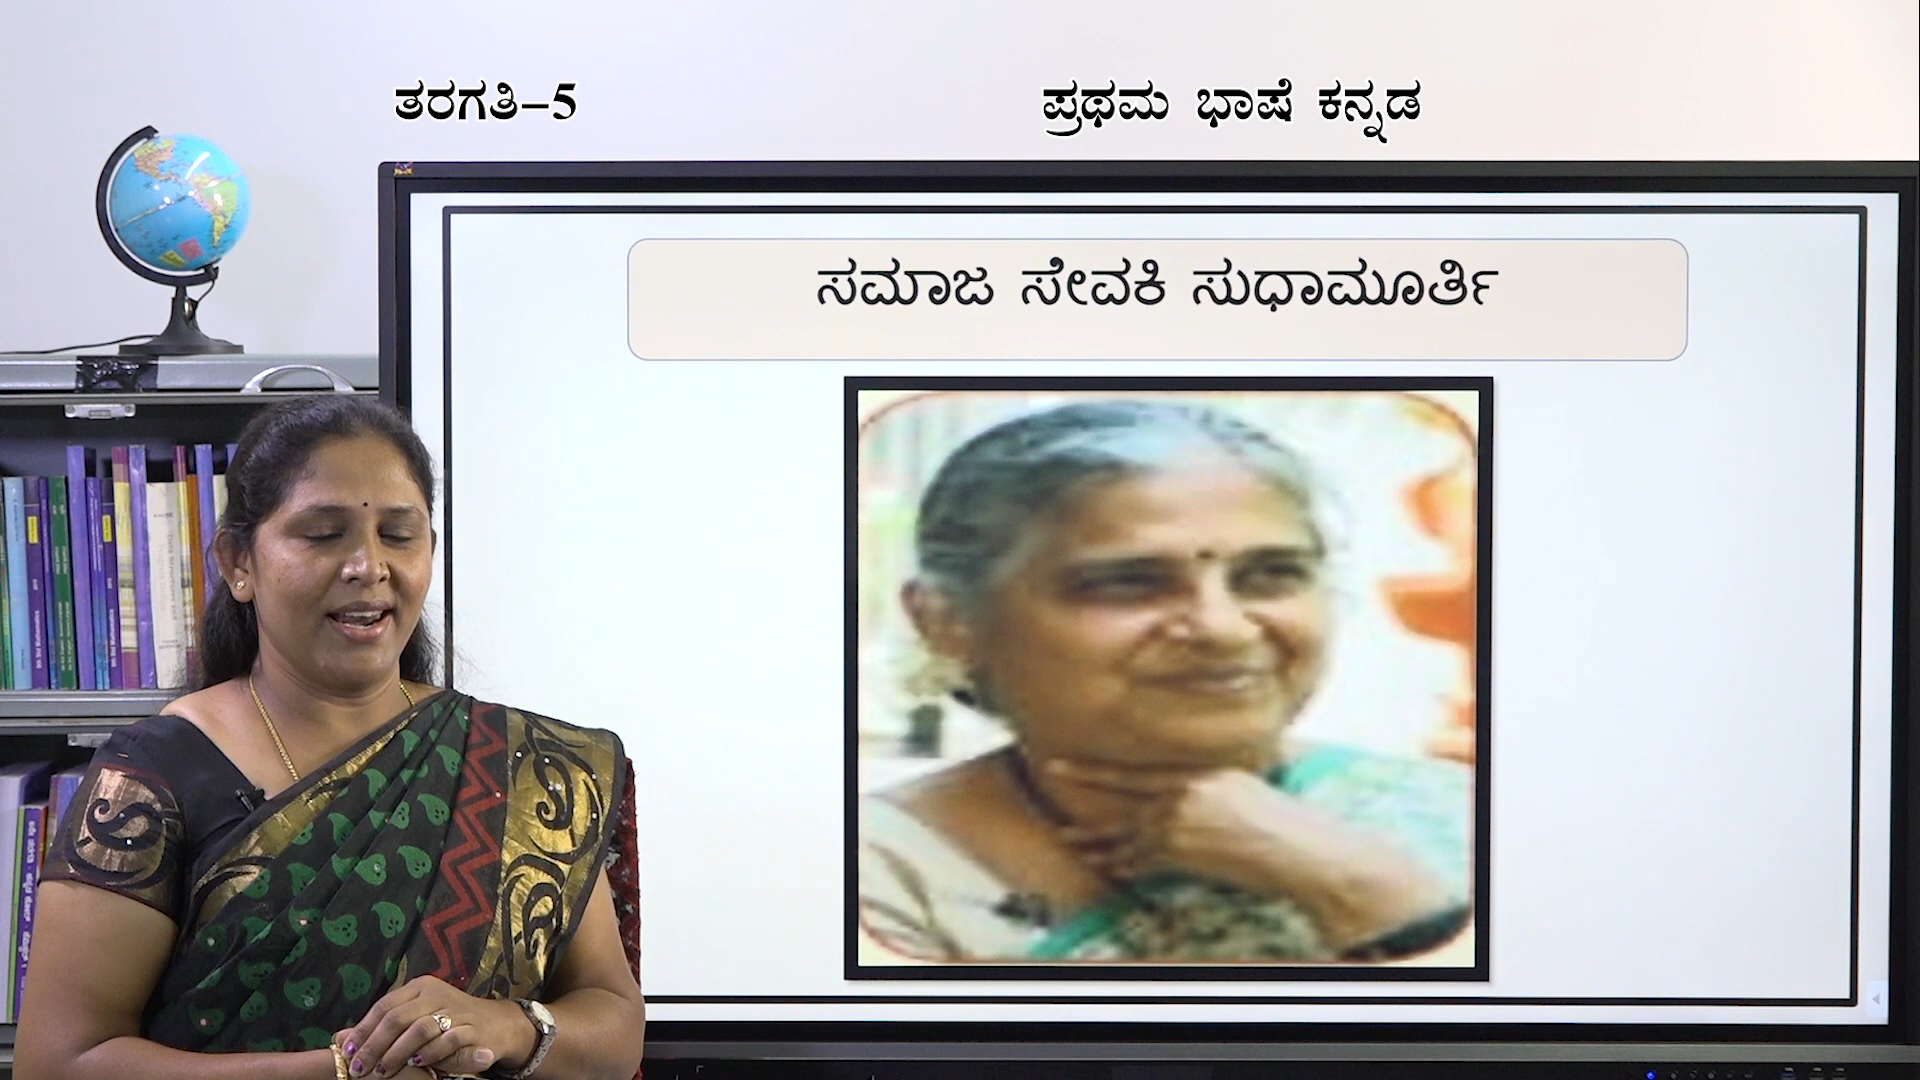 ತರಗತಿ–5
ಪ್ರಥಮ ಭಾಷೆ ಕನ್ನಡ
ಸಮಾಜ ಸೇವಕಿ ಸುಧಾಮೂರ್ತಿ